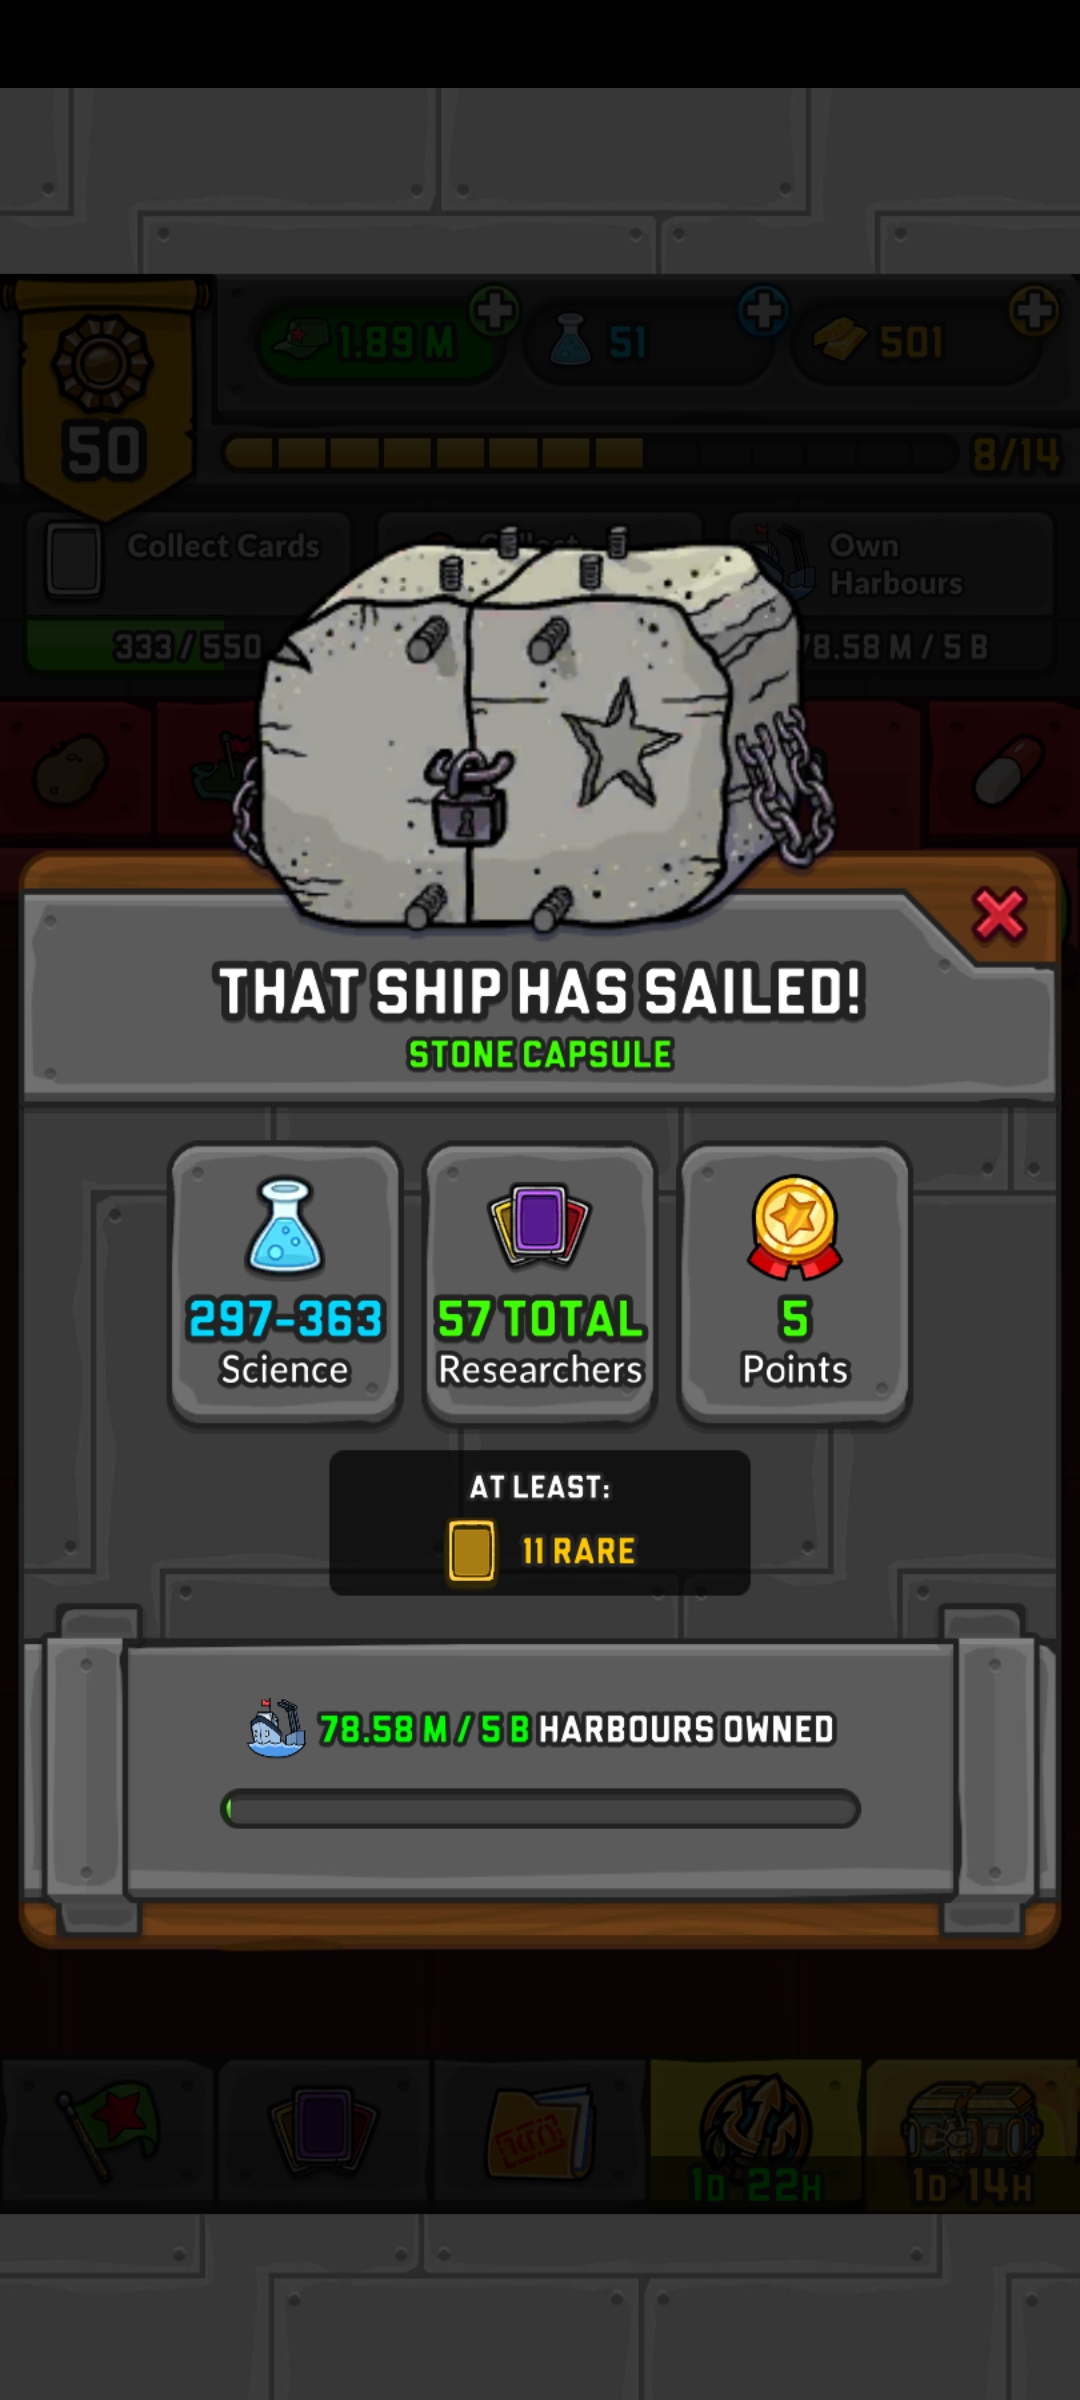 1.89 M
51
501
50
8/14
Collect Cards
Collect
Own
Harbours
333 / 550
78.58 M / 5 B
THAT SHIP HAS SAILED!
STONE CAPSULE
297-363
Science
57 TOTAL
Researchers
5
Points
AT LEAST:
11 RARE
78.58 M / 5 B HARBOURS OWNED
1D 22H
1D 14H